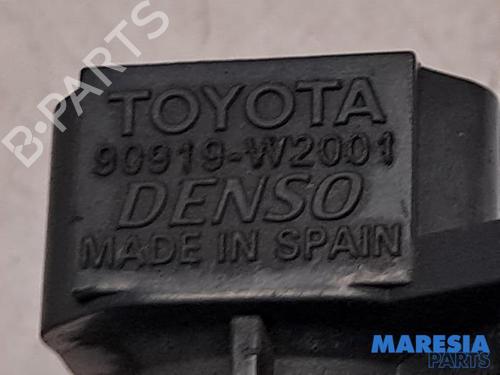 TOYOTA
90919-W2001
DENSO
MADE IN SPAIN
B-PARTS
MARESIA
PARTS